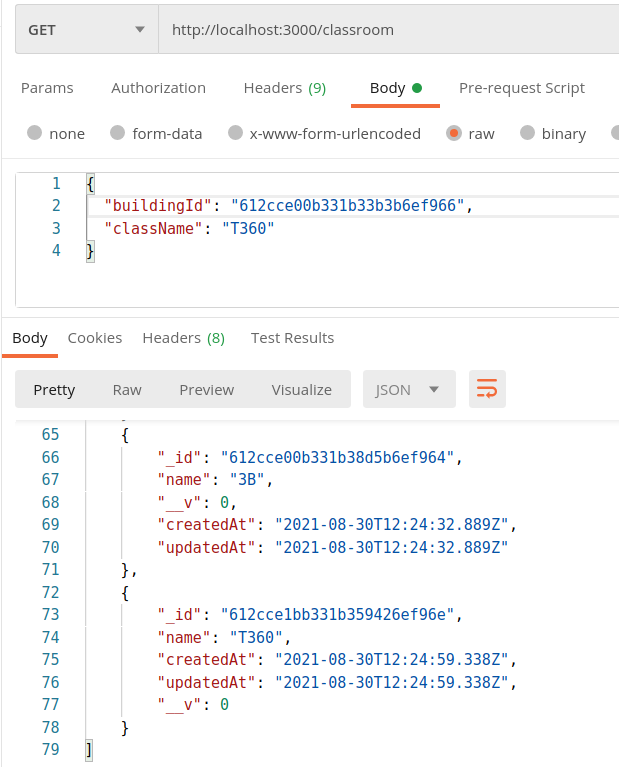 GET http://localhost:3000/classroom
Params Authorization Headers (9) Body Pre-request Script
none form-data x-www-form-urlencoded raw binary
1 {
2 "buildingId": "612cce00b331b33b3b6ef966",
3 "className": "T360"
4 }
Body Cookies Headers (8) Test Results
Pretty Raw Preview Visualize JSON
65 {
66 "_id": "612cce00b331b38d5b6ef964",
67 "name": "3B",
68 "__v": 0,
69 "createdAt": "2021-08-30T12:24:32.889Z",
70 "updatedAt": "2021-08-30T12:24:32.889Z"
71 },
72 {
73 "_id": "612cce1bb331b359426ef96e",
74 "name": "T360",
75 "createdAt": "2021-08-30T12:24:59.338Z",
76 "updatedAt": "2021-08-30T12:24:59.338Z",
77 "__v": 0
78 }
79 ]